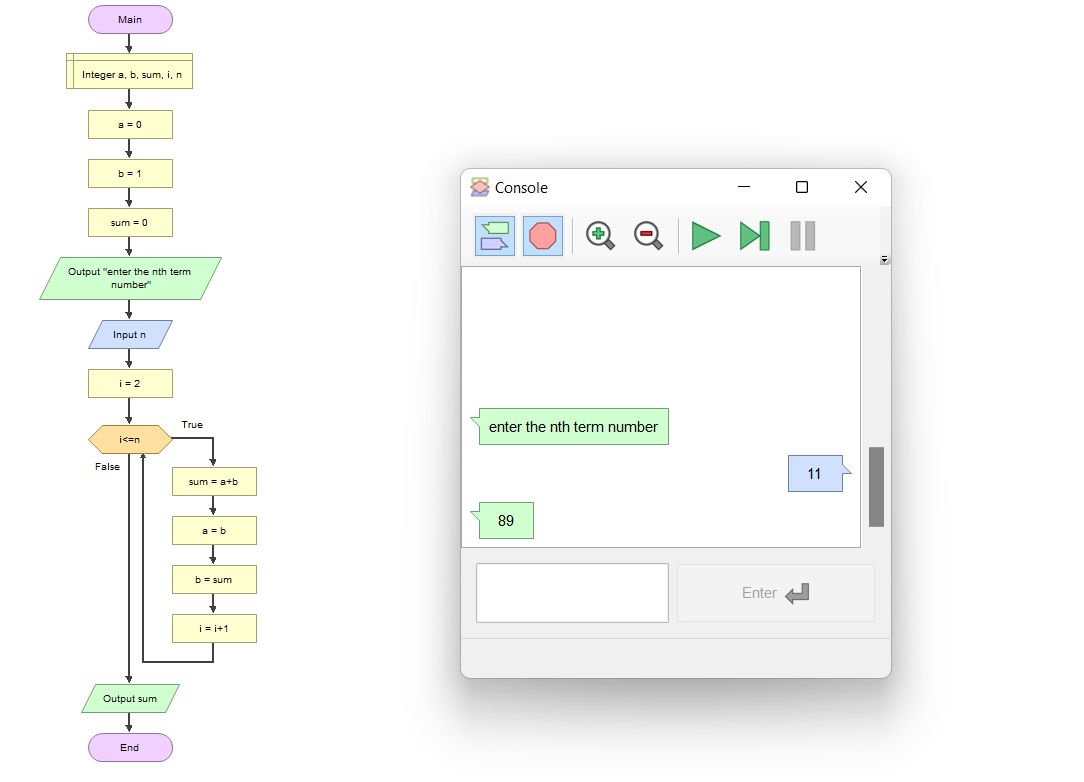 Main
Integer a, b, sum, i, n
a = 0
b = 1
sum = 0
Output "enter the nth term
number"
Input n
i = 2
i<=n
True
False
sum = a+b
a = b
b = sum
i = i+1
Output sum
End
Console
enter the nth term number
11
89
Enter